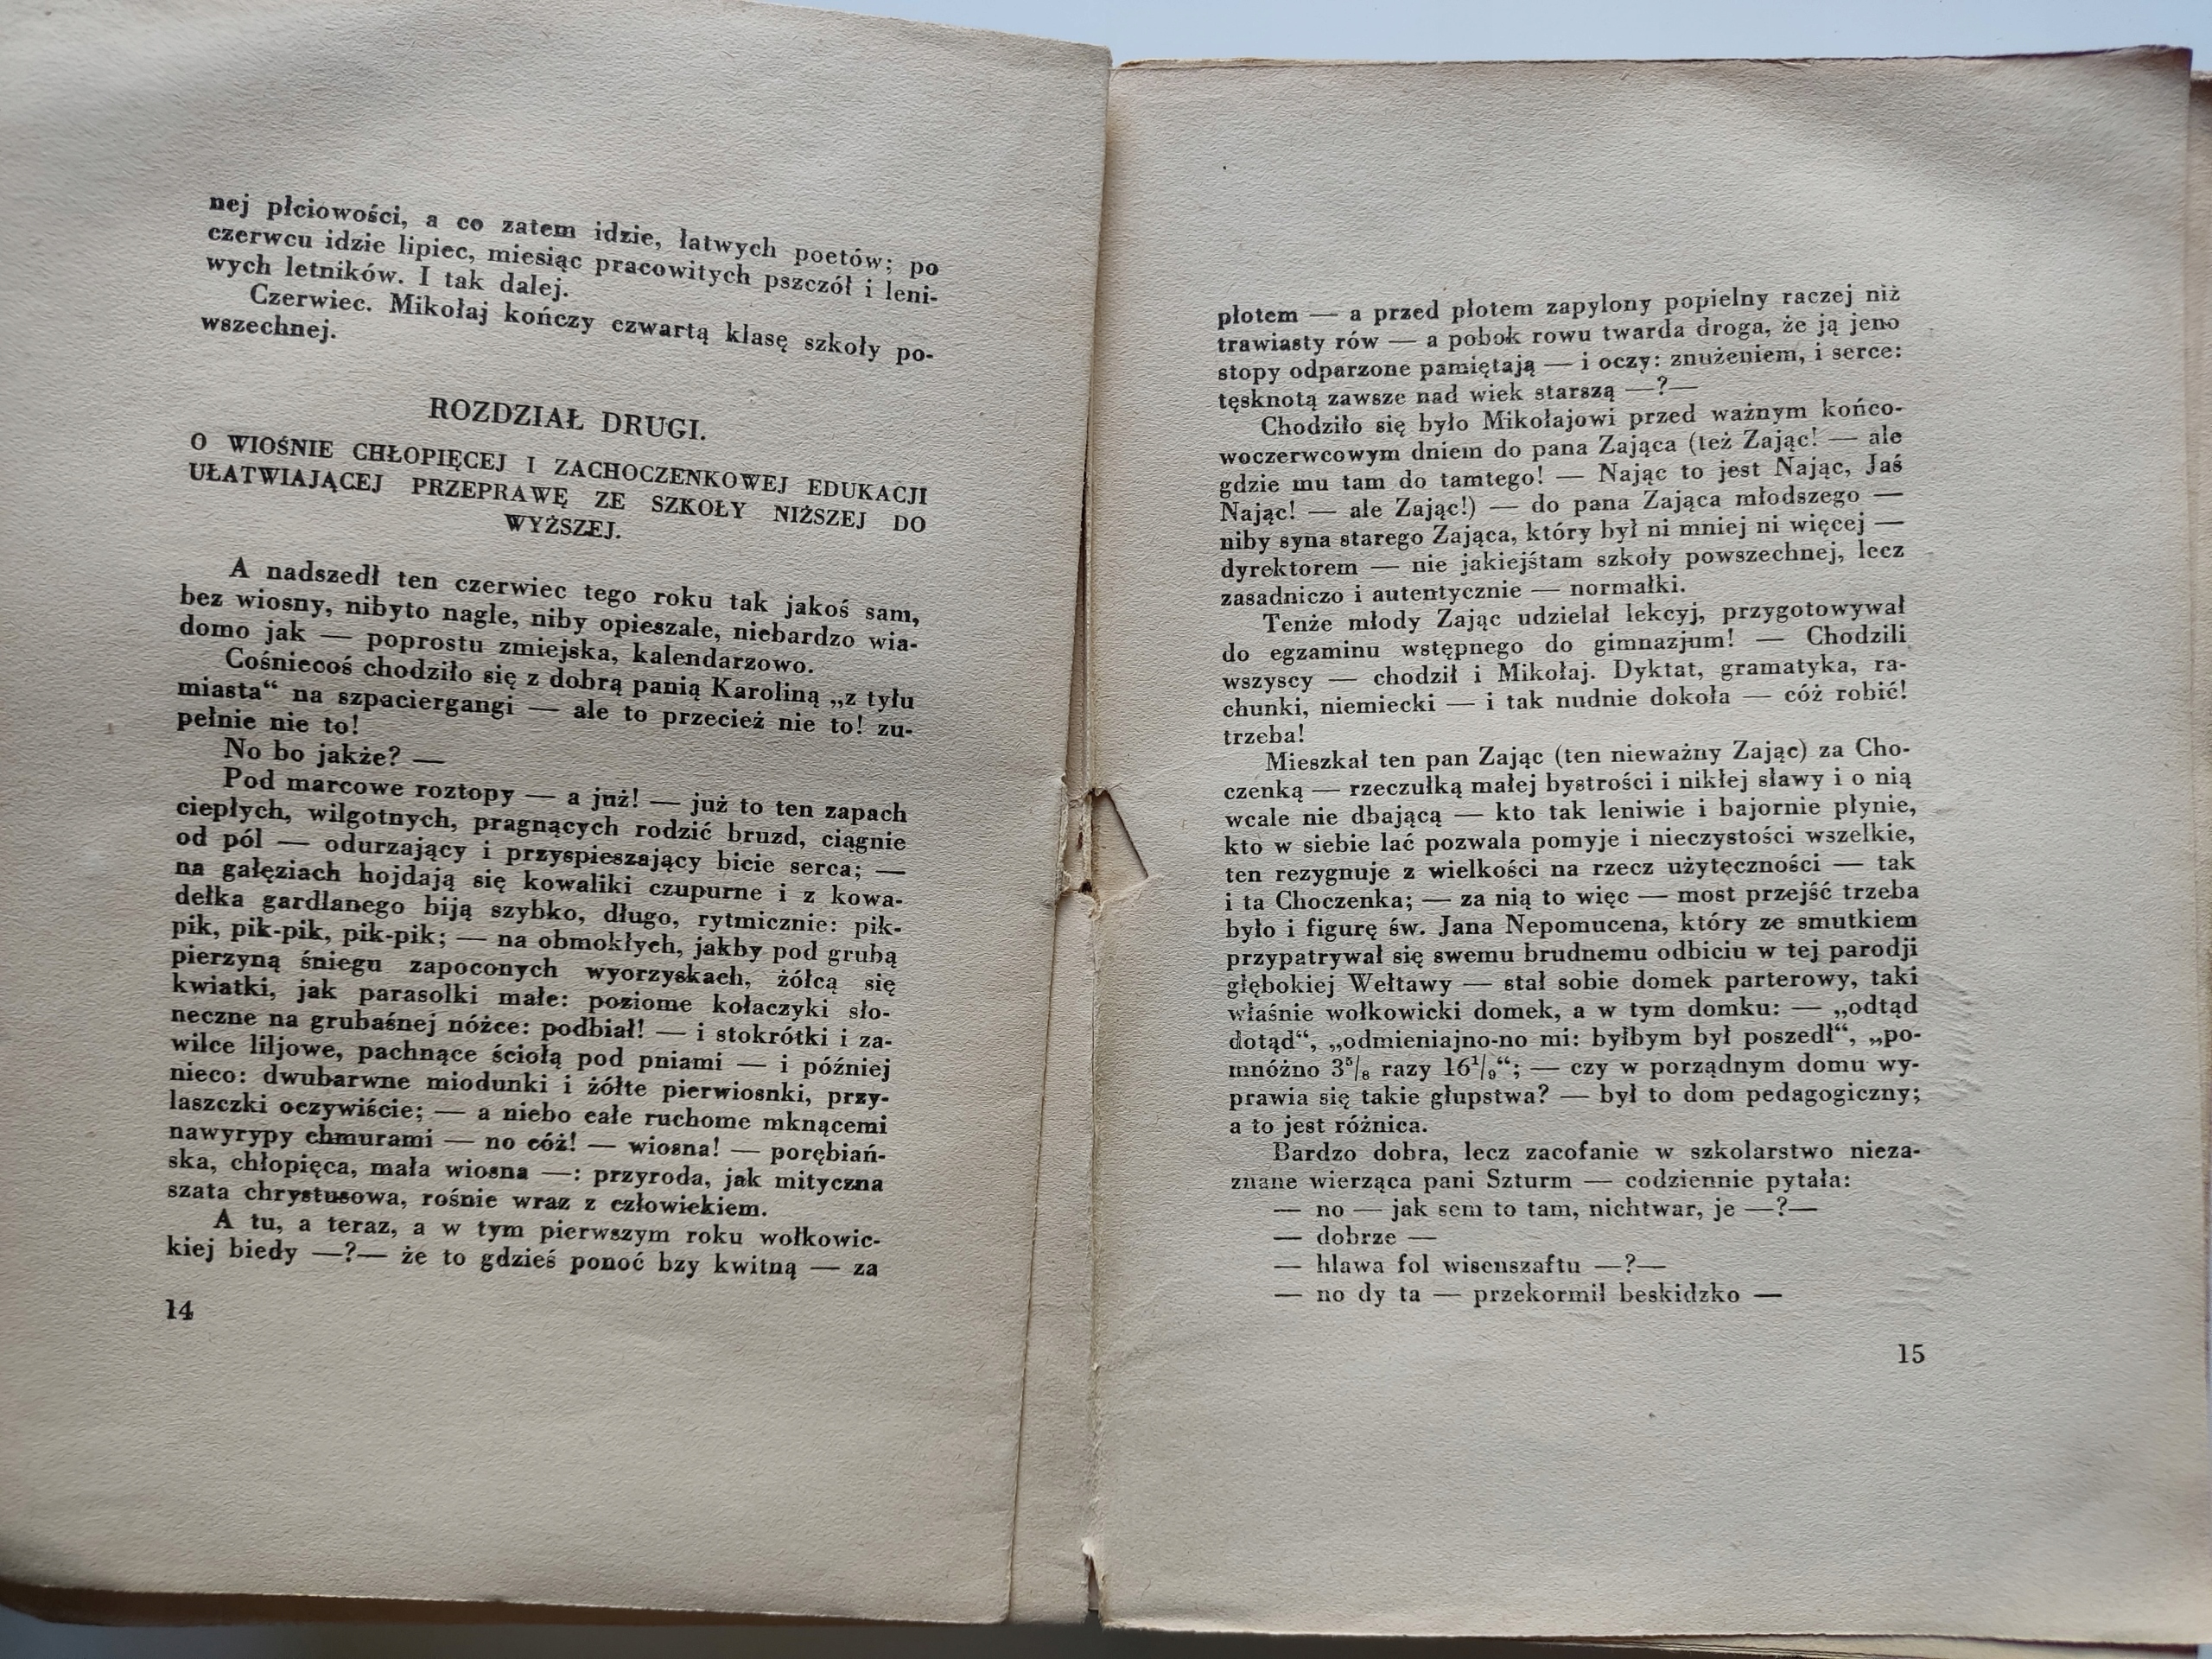 nej płciowości, a co zatem idzie, łatwych poetów; po
czerwcu idzie lipiec, miesiąc pracowitych pszczół i leni-
wych letników. I tak dalej.
Czerwiec. Mikołaj kończy czwartą klasę szkoły po-
wszechnej.
ROZDZIAŁ DRUGI.
O WIOŚNIE CHŁOPIĘCEJ I ZACHOCZENKOWEJ EDUKACJI
UŁATWIAJĄCEJ PRZEPRAWĘ ZE SZKOŁY NIŻSZEJ DO
WYŻSZEJ.
A nadszedł ten czerwiec tego roku tak jakoś sam,
bez wiosny, nibyto nagle, niby opieszale, niebardzo wia-
domo jak — poprostu zmiejska, kalendarzowo.
Cośniecoś chodziło się z dobrą panią Karoliną „z tyłu
miasta“ na szpaciergangi — ale to przecież nie to! zu-
pełnie nie to!
No bo jakże? —
Pod marcowe roztopy — a już! — już to ten zapach
ciepłych, wilgotnych, pragnących rodzić bruzd, ciągnie
od pól — odurzający i przyspieszający bicie serca; —
na gałęziach hojdają się kowaliki czupurne i z kowa-
dełka gardlanego biją szybko, długo, rytmicznie: pik-
pik, pik-pik, pik-pik; — na obmokłych, jakby pod grubą
pierzyną śniegu zapoconych wyorzyskach, żółcą się
kwiatki, jak parasolki małe: poziome kołaczyki sło-
neczne na grubaśnej nóżce: podbiał! — i stokrótki i za-
wilce liljowe, pachnące ściołą pod pniami — i później
nieco: dwubarwne miodunki i żółte pierwiosnki, przy-
laszczki oczywiście; — a niebo całe ruchome mknącemi
nawyrypy chmurami — no cóż! — wiosna! — porębiań-
ska, chłopięca, mała wiosna —: przyroda, jak mityczna
szata chrystusowa, rośnie wraz z człowiekiem.
A tu, a teraz, a w tym pierwszym roku wołkowic-
kiej biedy —?— że to gdzieś ponoć bzy kwitną — za
14
płotem — a przed płotem zapylony popielny raczej niż
trawiasty rów — a pobok rowu twarda droga, że ją jeno
stopy odparzone pamiętają — i oczy: znużeniem, i serce:
tęsknotą zawsze nad wiek starszą —?—
Chodziło się było Mikołajowi przed ważnym końco-
woczerwcowym dniem do pana Zająca (też Zając! — ale
gdzie mu tam do tamtego! — Nając to jest Nając, Jaś
Nając! — ale Zając!) — do pana Zająca młodszego —
niby syna starego Zająca, który był ni mniej ni więcej —
dyrektorem — nie jakiejśtam szkoły powszechnej, lecz
zasadniczo i autentycznie — normałki.
Tenże młody Zając udzielał lekcyj, przygotowywał
do egzaminu wstępnego do gimnazjum! — Chodzili
wszyscy — chodził i Mikołaj. Dyktat, gramatyka, ra-
chunki, niemiecki — i tak nudnie dokoła — cóż robić!
trzeba!
Mieszkał ten pan Zając (ten nieważny Zając) za Cho-
czenką — rzeczułką małej bystrości i nikłej sławy i o nią
wcale nie dbającą — kto tak leniwie i bajornie płynie,
kto w siebie lać pozwala pomyje i nieczystości wszelkie,
ten rezygnuje z wielkości na rzecz użyteczności — tak
i ta Choczenka; — za nią to więc — most przejść trzeba
było i figurę św. Jana Nepomucena, który ze smutkiem
przypatrywał się swemu brudnemu odbiciu w tej parodji
głębokiej Wełtawy — stał sobie domek parterowy, taki
właśnie wołkowicki domek, a w tym domku: — „odtąd
dotąd“, „odmieniajno-no mi: byłbym był poszedł“, „po-
mnóżno 3⁵/₈ razy 16¹/₉“; — czy w porządnym domu wy-
prawia się takie głupstwa? — był to dom pedagogiczny;
a to jest różnica.
Bardzo dobra, lecz zacofanie w szkolarstwo nieza-
znane wierząca pani Szturm — codziennie pytała:
— no — jak sem to tam, nichtwar, je —?—
— dobrze —
— hlawa fol wisenszaftu —?—
— no dy ta — przekormił beskidzko —
15